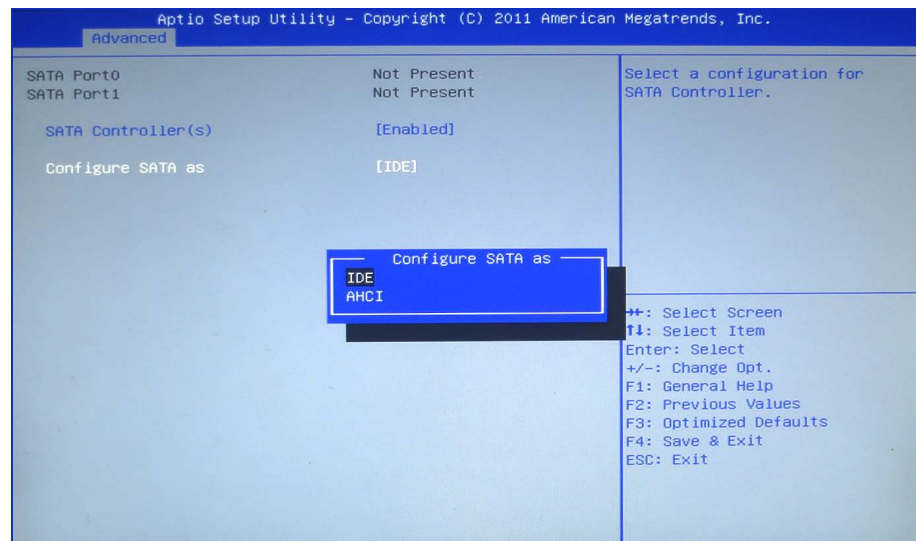 Aptio Setup Utility – Copyright (C) 2011 American Megatrends, Inc.
Advanced
SATA Port0 Not Present
SATA Port1 Not Present
SATA Controller(s) [Enabled]
Configure SATA as [IDE]
Select a configuration for
SATA Controller.
Configure SATA as
IDE
AHCI
→←: Select Screen
↑↓: Select Item
Enter: Select
+/-: Change Opt.
F1: General Help
F2: Previous Values
F3: Optimized Defaults
F4: Save & Exit
ESC: Exit